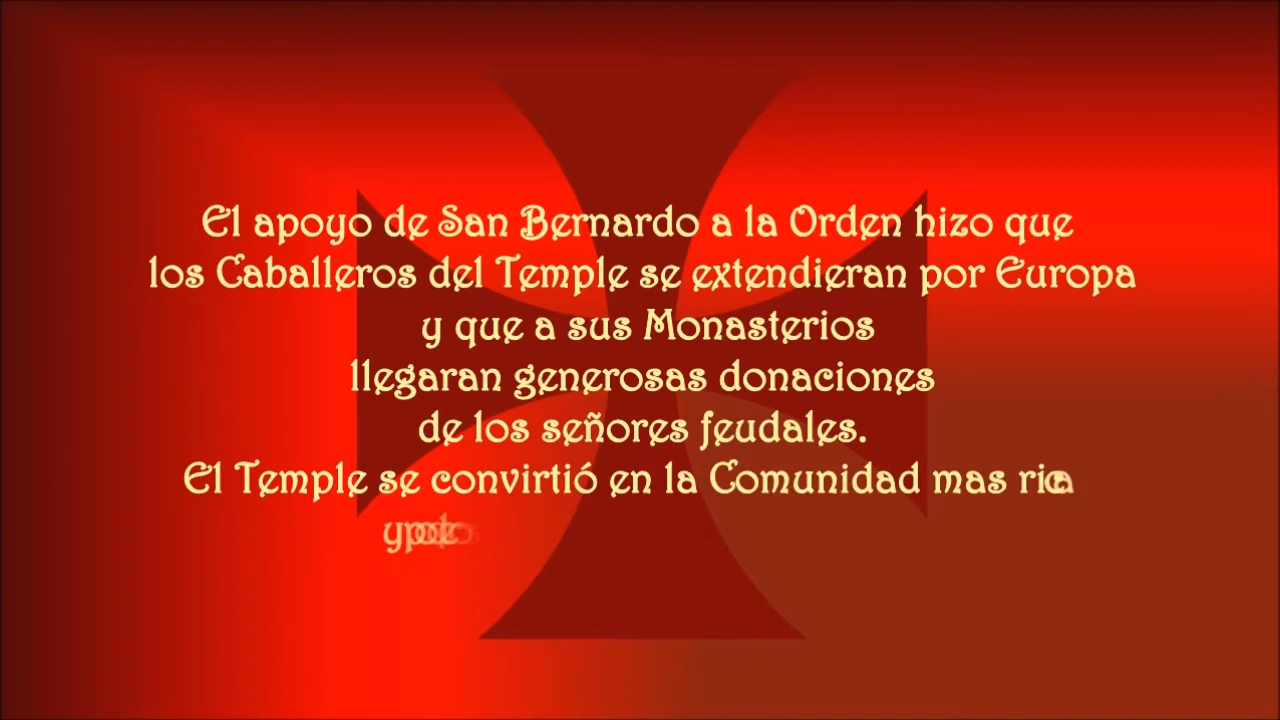 El apoyo de San Bernardo a la Orden hizo que
los Caballeros del Temple se extendieran por Europa
y que a sus Monasterios
llegaran generosas donaciones
de los señores feudales.
El Temple se convirtió en la Comunidad mas rica
y